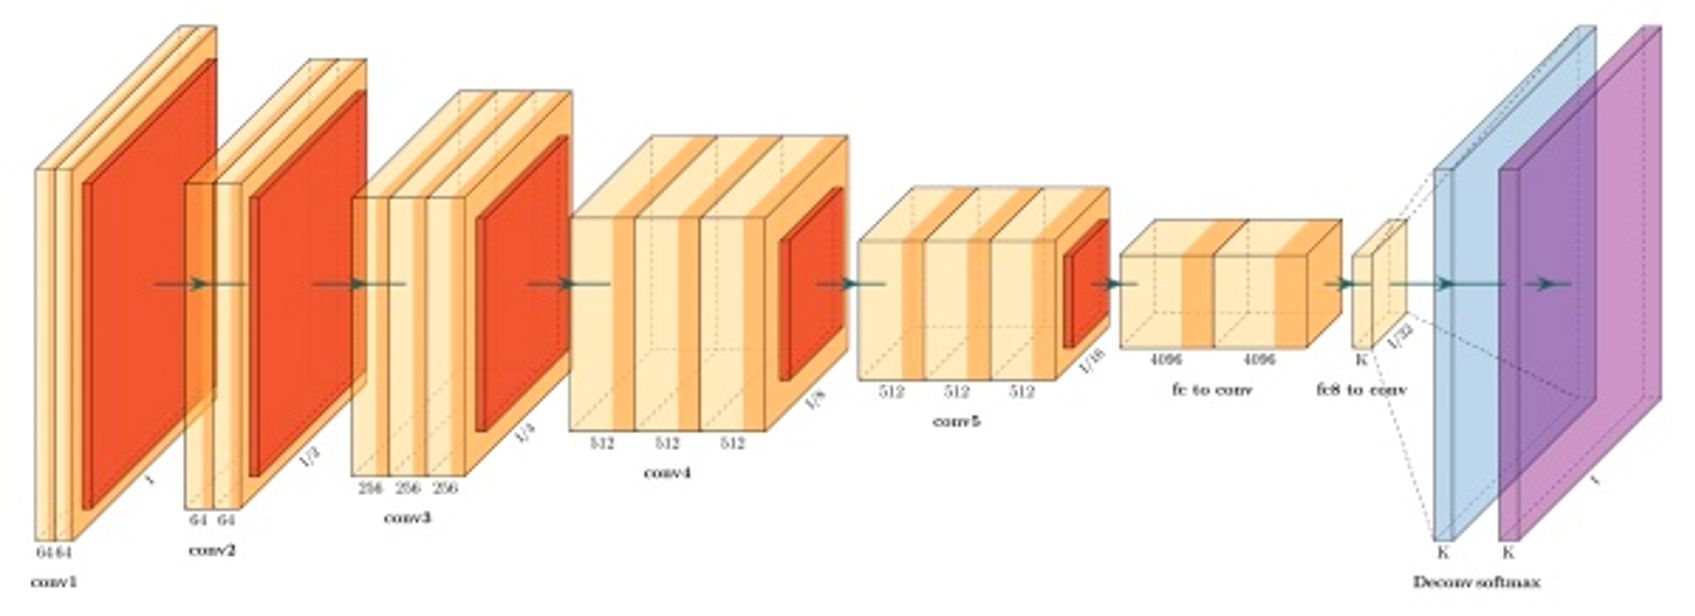 64 64
1
conv1
64 64
1/2
conv2
256 256 256
1/4
conv3
512 512 512
1/8
conv4
512 512 512
1/16
conv5
4096 4096
fc to conv
K
1/32
fc8 to conv
K
Deconv
K
1
softmax